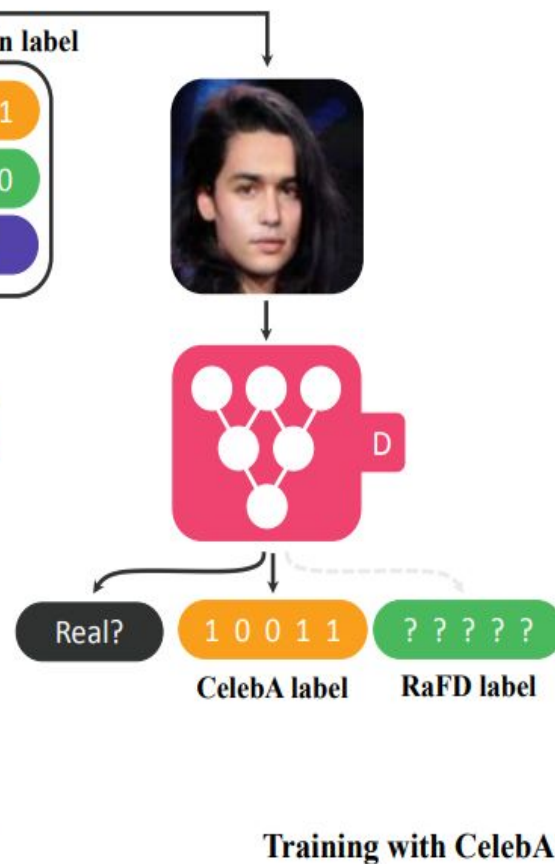 n label
1
0
D
Real?
1 0 0 1 1
? ? ? ? ?
CelebA label
RaFD label
Training with CelebA